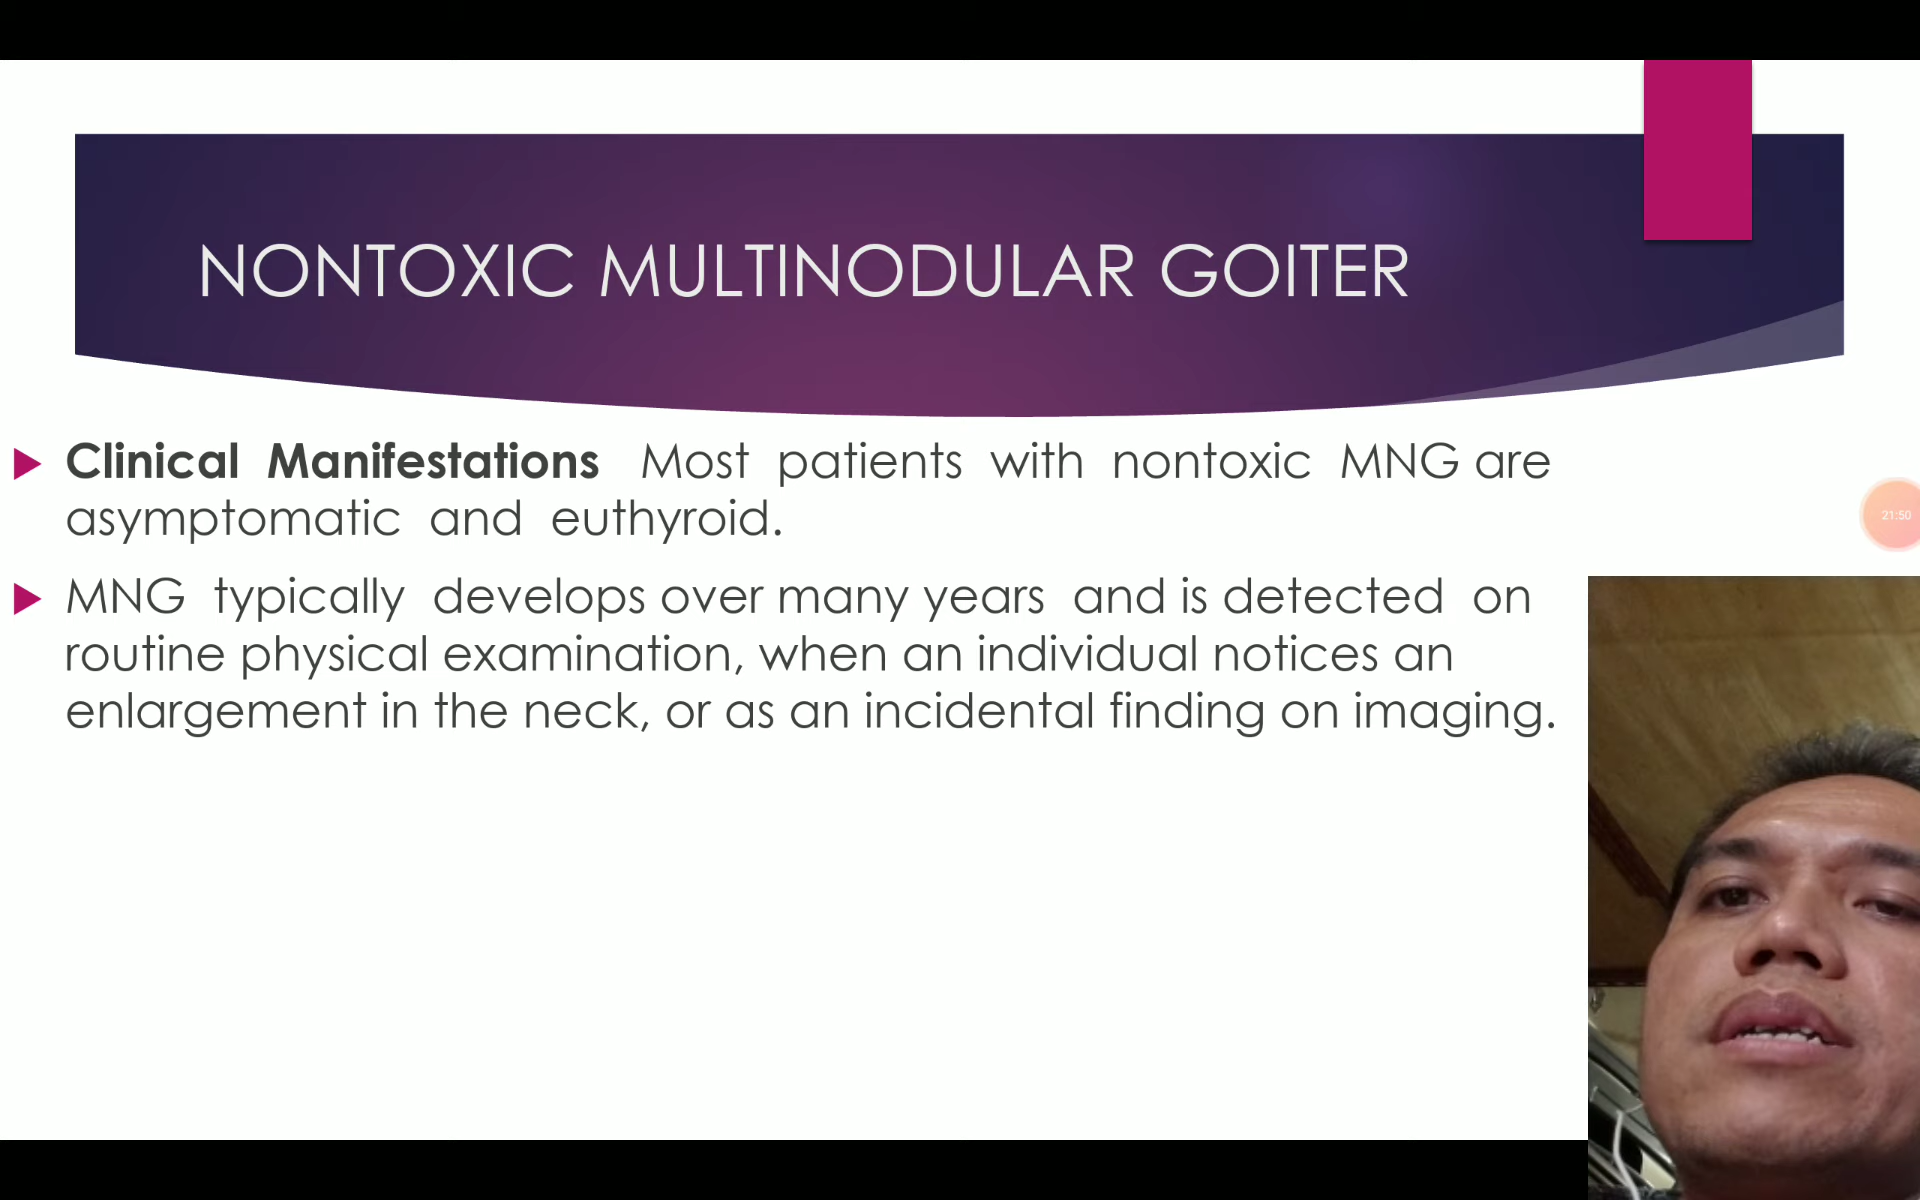 NONTOXIC MULTINODULAR GOITER
Clinical Manifestations Most patients with nontoxic MNG are
asymptomatic and euthyroid.
21:50
MNG typically develops over many years and is detected on
routine physical examination, when an individual notices an
enlargement in the neck, or as an incidental finding on imaging.